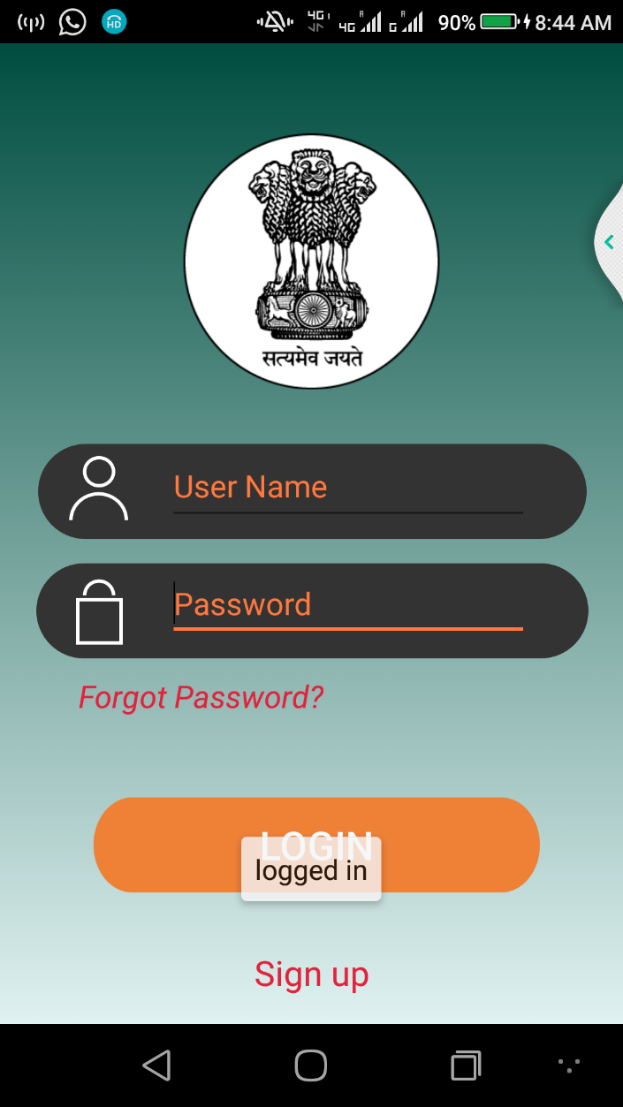 90% 8:44 AM
सत्यमेव जयते
User Name
Password
Forgot Password?
LOGIN
logged in
Sign up